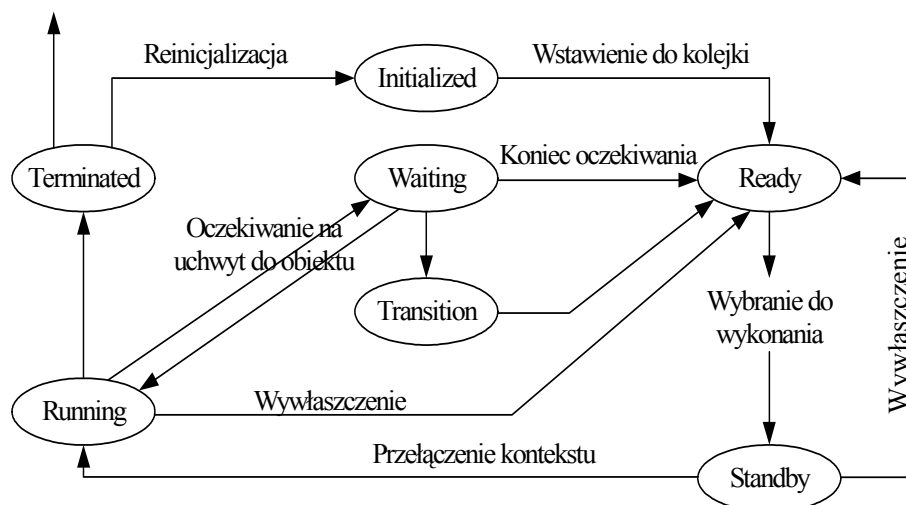 Reinicjalizacja
Initialized
Wstawienie do kolejki
Terminated
Waiting
Koniec oczekiwania
Ready
Oczekiwanie na
uchwyt do obiektu
Transition
Wybranie do
wykonania
Wywłaszczenie
Running
Wywłaszczenie
Przełączenie kontekstu
Standby